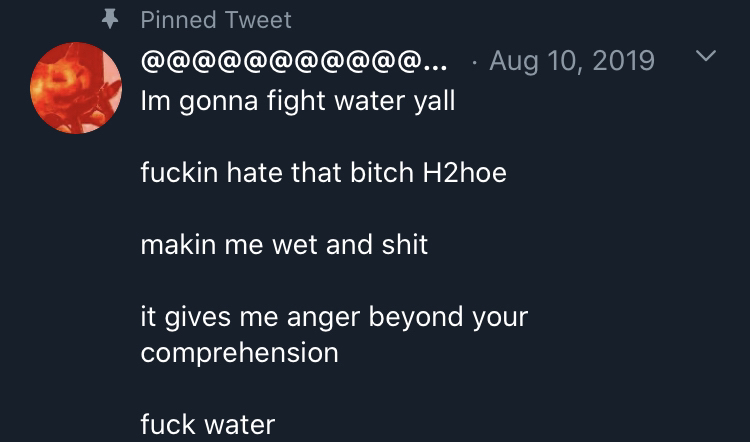 Pinned Tweet
@@@@@@@@@@@... · Aug 10, 2019
Im gonna fight water yall
fuckin hate that bitch H2hoe
makin me wet and shit
it gives me anger beyond your
comprehension
fuck water